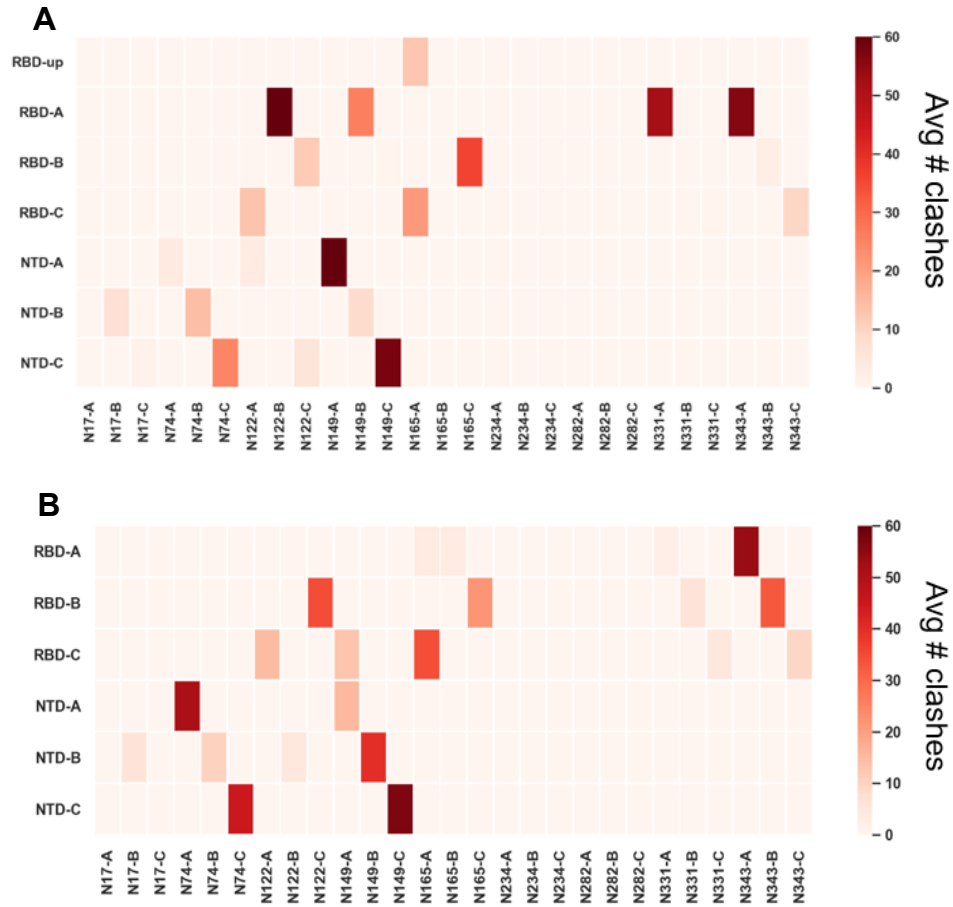 A
RBD-up
RBD-A
RBD-B
RBD-C
NTD-A
NTD-B
NTD-C
N17-A N17-B N17-C N74-A N74-B N74-C N122-A N122-B N122-C N149-A N149-B N149-C N165-A N165-B N165-C N234-A N234-B N234-C N282-A N282-B N282-C N331-A N331-B N331-C N343-A N343-B N343-C
60
50
40
30
20
10
0
Avg # clashes
B
RBD-A
RBD-B
RBD-C
NTD-A
NTD-B
NTD-C
N17-A N17-B N17-C N74-A N74-B N74-C N122-A N122-B N122-C N149-A N149-B N149-C N165-A N165-B N165-C N234-A N234-B N234-C N282-A N282-B N282-C N331-A N331-B N331-C N343-A N343-B N343-C
60
50
40
30
20
10
0
Avg # clashes